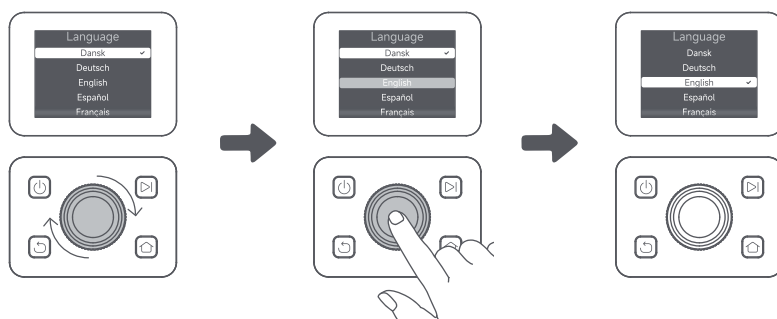 Language
Dansk
Deutsch
English
Español
Français
Language
Dansk
Deutsch
English
Español
Français
Language
Dansk
Deutsch
English
Español
Français